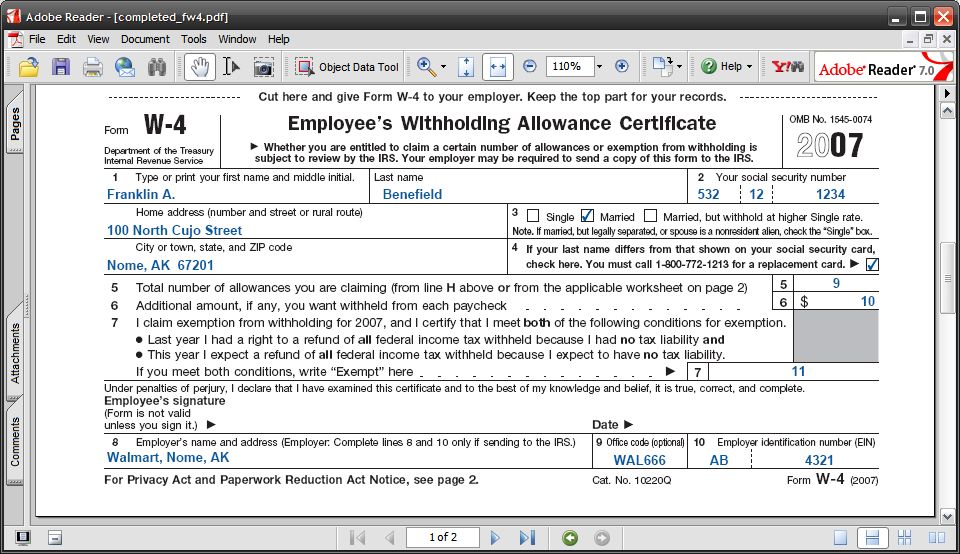 Adobe Reader - [completed_fw4.pdf]
File Edit View Document Tools Window Help
Object Data Tool 110% Help Y! Adobe Reader 7.0
Pages
Attachments
Comments
Cut here and give Form W-4 to your employer. Keep the top part for your records.
Form W-4
Department of the Treasury
Internal Revenue Service
Employee's Withholding Allowance Certificate
► Whether you are entitled to claim a certain number of allowances or exemption from withholding is
subject to review by the IRS. Your employer may be required to send a copy of this form to the IRS.
OMB No. 1545-0074
2007
1 Type or print your first name and middle initial. Last name 2 Your social security number
Franklin A. Benefield 532 12 1234
Home address (number and street or rural route)
100 North Cujo Street
3 Single Married Married, but withhold at higher Single rate.
Note. If married, but legally separated, or spouse is a nonresident alien, check the "Single" box.
City or town, state, and ZIP code
Nome, AK 67201
4 If your last name differs from that shown on your social security card,
check here. You must call 1-800-772-1213 for a replacement card. ►
5 Total number of allowances you are claiming (from line H above or from the applicable worksheet on page 2) 5 9
6 Additional amount, if any, you want withheld from each paycheck . . . . . . . . . . . . 6 $ 10
7 I claim exemption from withholding for 2007, and I certify that I meet both of the following conditions for exemption.
● Last year I had a right to a refund of all federal income tax withheld because I had no tax liability and
● This year I expect a refund of all federal income tax withheld because I expect to have no tax liability.
If you meet both conditions, write "Exempt" here . . . . . . . . . . . . ► 7 11
Under penalties of perjury, I declare that I have examined this certificate and to the best of my knowledge and belief, it is true, correct, and complete.
Employee's signature
(Form is not valid
unless you sign it.) ► Date ►
8 Employer's name and address (Employer: Complete lines 8 and 10 only if sending to the IRS.) 9 Office code (optional) 10 Employer identification number (EIN)
Walmart, Nome, AK WAL666 AB 4321
For Privacy Act and Paperwork Reduction Act Notice, see page 2. Cat. No. 10220Q Form W-4 (2007)
1 of 2